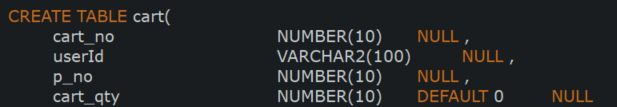 CREATE TABLE cart(
cart_no NUMBER(10) NULL ,
userId VARCHAR2(100) NULL ,
p_no NUMBER(10) NULL ,
cart_qty NUMBER(10) DEFAULT 0 NULL